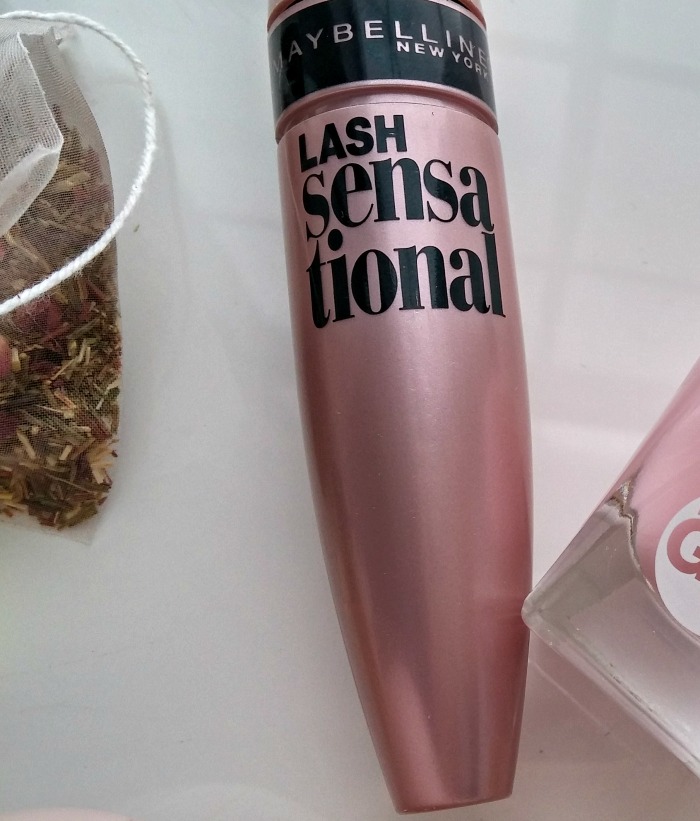 MAYBELLINE
NEW YORK
LASH
sensa
tional